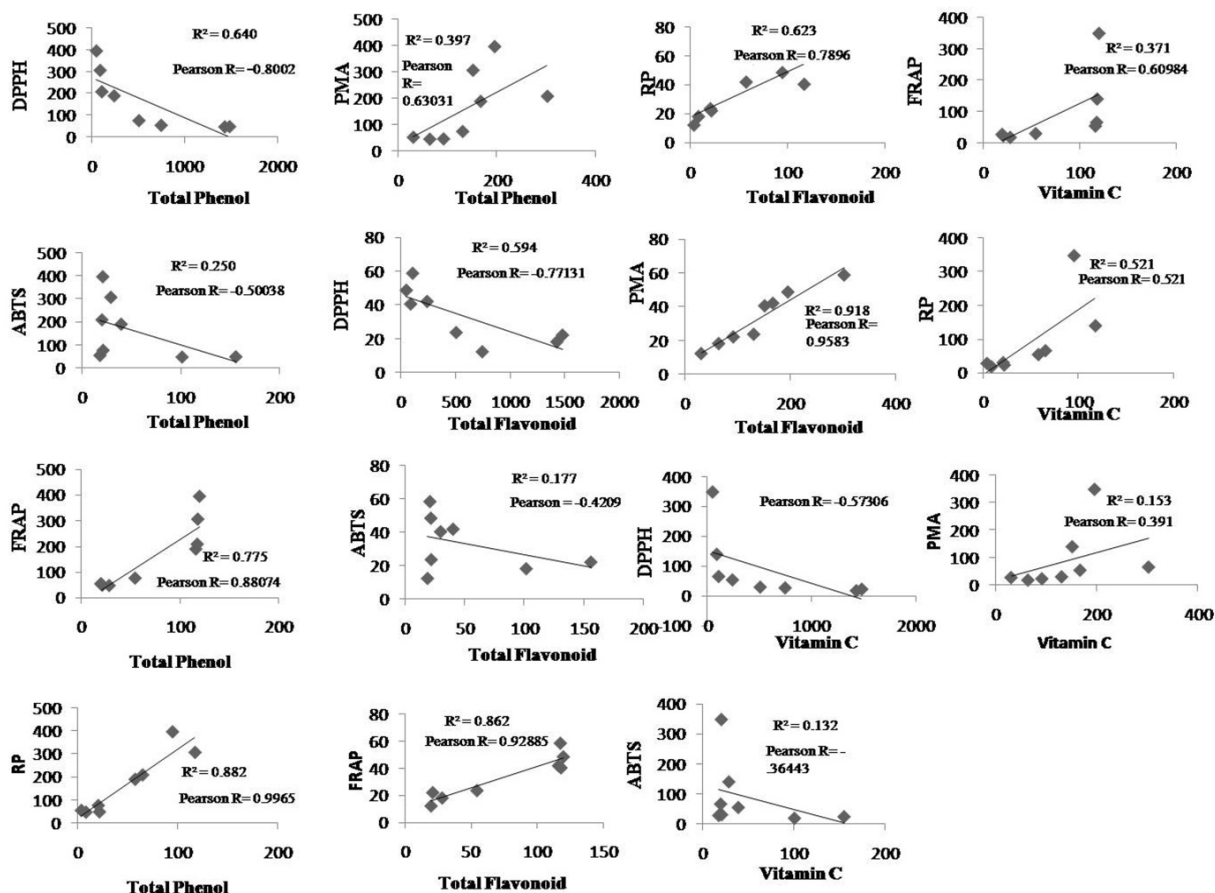 500
400
300
200
100
0
DPPH
R² = 0.640
Pearson R= −0.8002
0 1000 2000
Total Phenol
500
400
300
200
100
0
PMA
R² = 0.397
Pearson
R=
0.63031
0 200 400
Total Phenol
80
60
40
20
0
RP
R² = 0.623
Pearson R= 0.7896
0 50 100 150
Total Flavonoid
400
300
200
100
0
FRAP
R² = 0.371
Pearson R= 0.60984
0 50 100 150
Vitamin C
500
400
300
200
100
0
ABTS
R² = 0.250
Pearson R= −0.50038
0 100 200
Total Phenol
80
60
40
20
0
DPPH
R² = 0.594
Pearson R= −0.77131
0 500 1000 1500 2000
Total Flavonoid
80
60
40
20
0
PMA
R² = 0.918
Pearson R=
0.9583
0 200 400
Total Flavonoid
400
300
200
100
0
RP
R² = 0.521
Pearson R= 0.521
0 100 200
Vitamin C
500
400
300
200
100
0
FRAP
R² = 0.775
Pearson R= 0.88074
0 100 200
Total Phenol
80
60
40
20
0
ABTS
R² = 0.177
Pearson = −0.4209
0 50 100 150 200
Total Flavonoid
400
300
200
100
0
-100
DPPH
Pearson R= −0.57306
0 1000 2000
Vitamin C
400
300
200
100
0
PMA
R² = 0.153
Pearson R= 0.391
0 200 400
Vitamin C
500
400
300
200
100
0
RP
R² = 0.882
Pearson R= 0.9965
0 100 200
Total Phenol
80
60
40
20
0
FRAP
R² = 0.862
Pearson R= 0.92885
0 50 100 150
Total Flavonoid
400
300
200
100
0
ABTS
R² = 0.132
Pearson R= −
.36443
0 50 100 150 200
Vitamin C